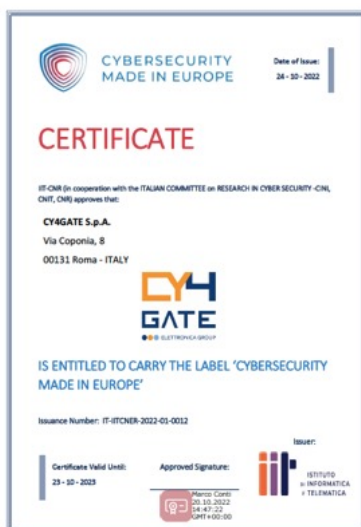 CYBERSECURITY
MADE IN EUROPE
Date of Issue:
24 - 10 - 2022
CERTIFICATE
IIT-CNR (in cooperation with the ITALIAN COMMITTEE on RESEARCH IN CYBER SECURITY -CINI,
CNIT, CNR) approves that:
CY4GATE S.p.A.
Via Coponia, 8
00131 Roma - ITALY
CY4
GATE
ELETTRONICA GROUP
IS ENTITLED TO CARRY THE LABEL ‘CYBERSECURITY
MADE IN EUROPE’
Issuance Number: IT-IITCNER-2022-01-0012
Issuer:
Certificate Valid Until:
23 - 10 - 2023
Approved Signature:
Marco Conti
20.10.2022
14:47:22
GMT+00:00
iit
ISTITUTO
DI INFORMATICA
E TELEMATICA